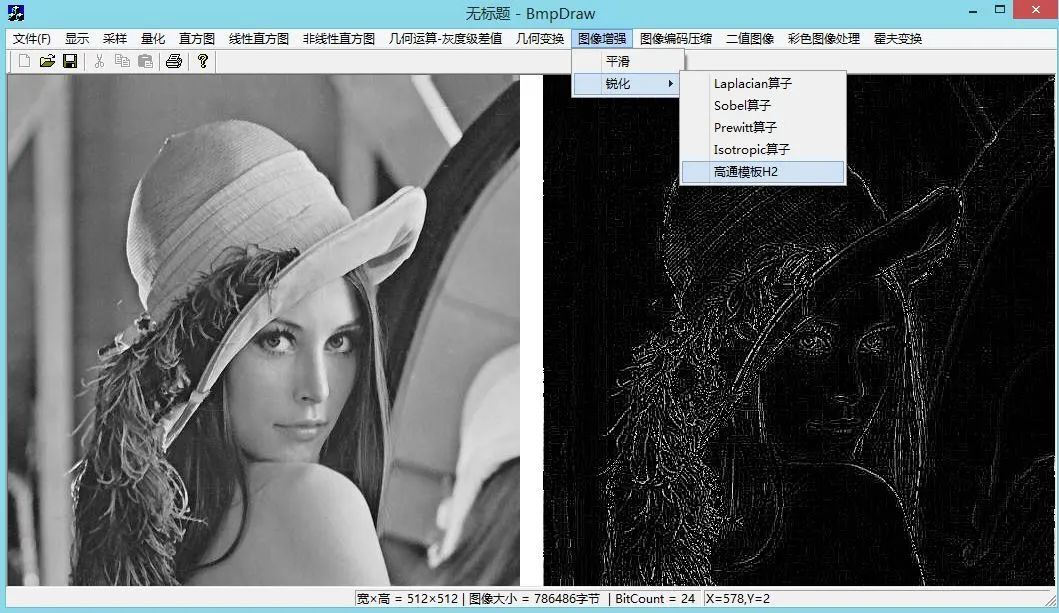 无标题 - BmpDraw
文件(F) 显示 采样 量化 直方图 线性直方图 非线性直方图 几何运算-灰度级差值 几何变换 图像增强 图像编码压缩 二值图像 彩色图像处理 霍夫变换
平滑
锐化
Laplacian算子
Sobel算子
Prewitt算子
Isotropic算子
高通模板H2
宽×高 = 512×512 | 图像大小 = 786486字节 | BitCount = 24 X=578,Y=2